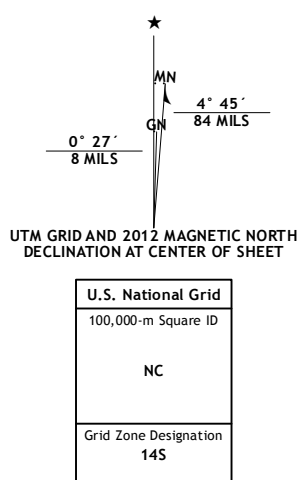 MN
GN
4° 45´
84 MILS
0° 27´
8 MILS
UTM GRID AND 2012 MAGNETIC NORTH
DECLINATION AT CENTER OF SHEET
U.S. National Grid
100,000-m Square ID
NC
Grid Zone Designation
14S